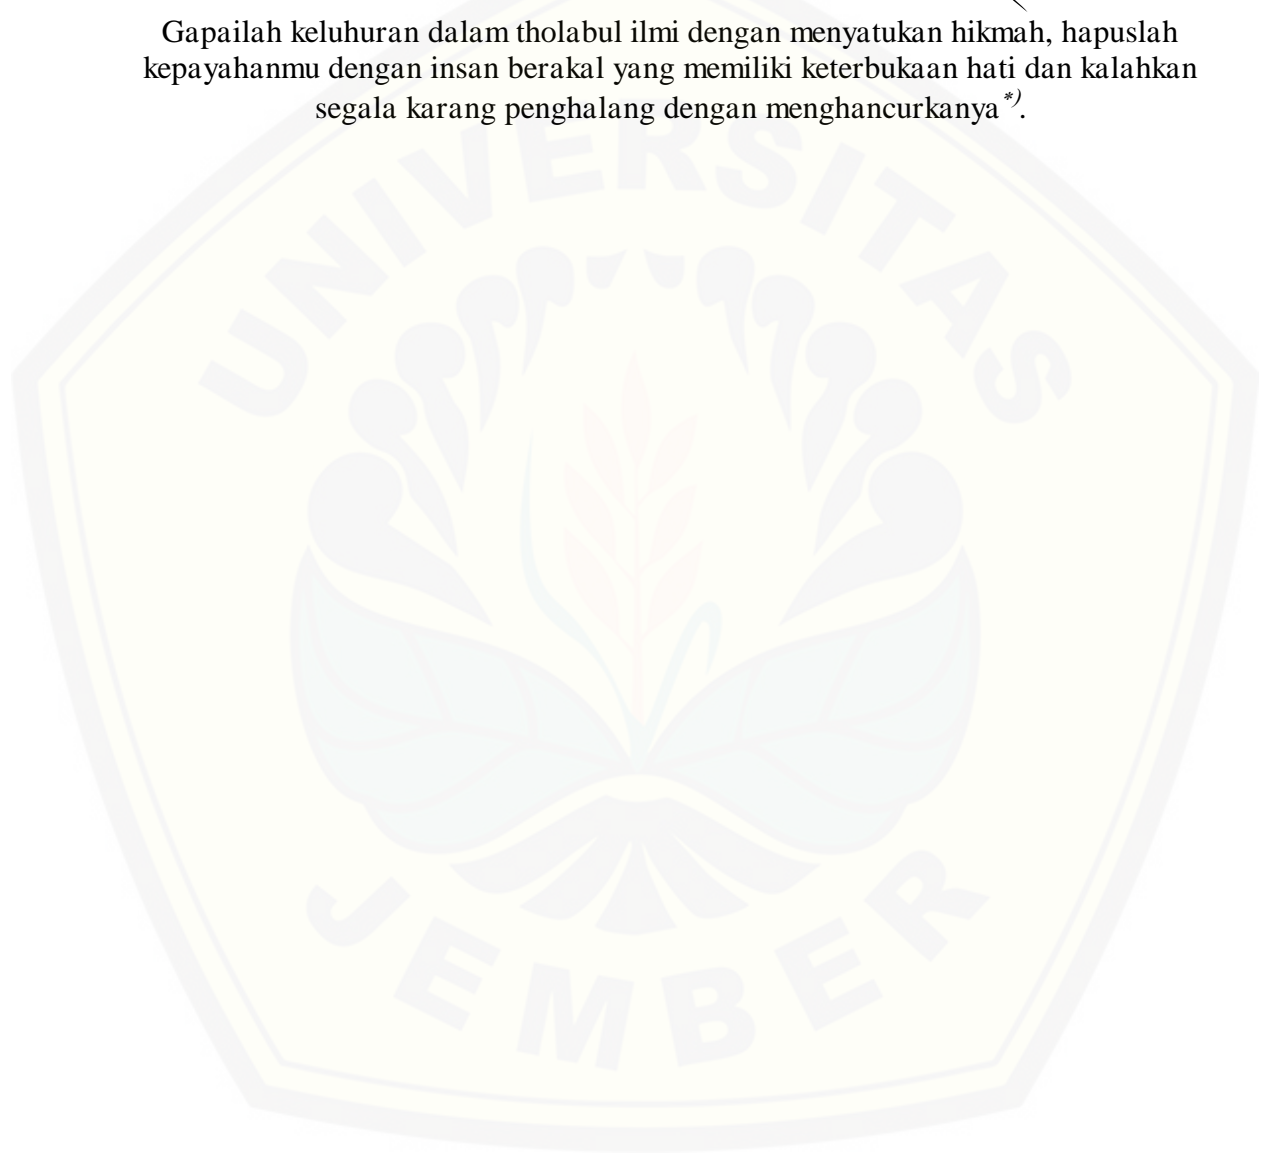 Gapailah keluhuran dalam tholabul ilmi dengan menyatukan hikmah, hapuslah
kepayahanmu dengan insan berakal yang memiliki keterbukaan hati dan kalahkan
segala karang penghalang dengan menghancurkanya*).
UNIVERSITAS
JEMBER